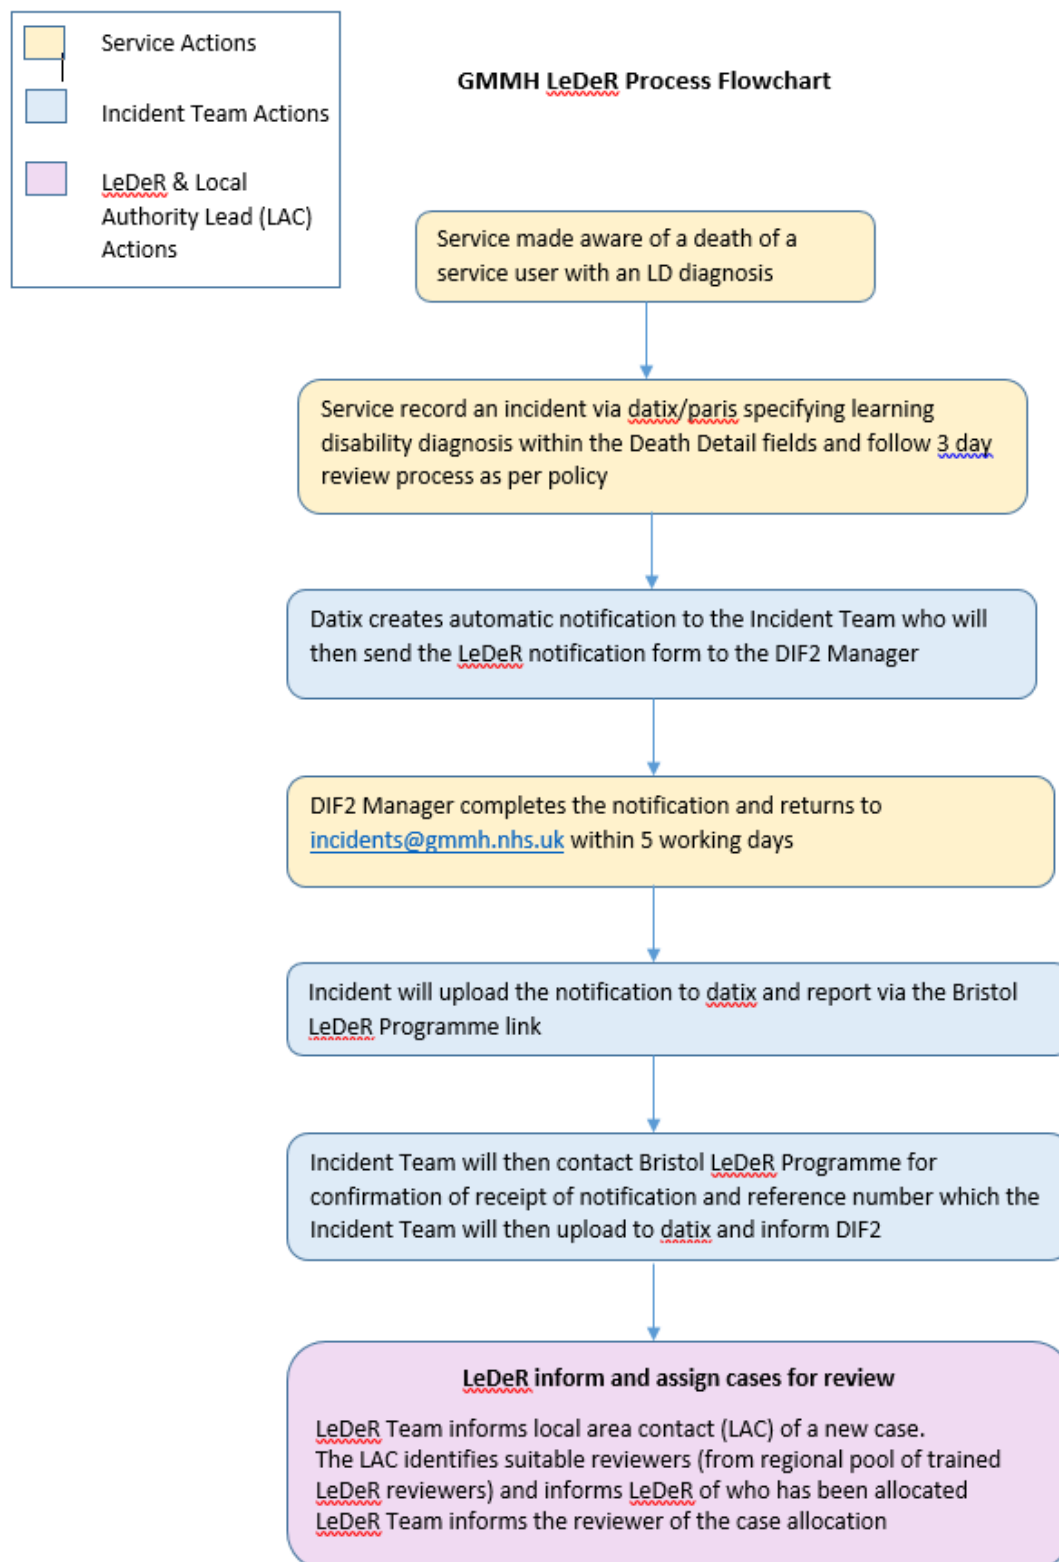 Service Actions
Incident Team Actions
LeDeR & Local
Authority Lead (LAC)
Actions
GMMH LeDeR Process Flowchart
Service made aware of a death of a
service user with an LD diagnosis
Service record an incident via datix/paris specifying learning
disability diagnosis within the Death Detail fields and follow 3 day
review process as per policy
Datix creates automatic notification to the Incident Team who will
then send the LeDeR notification form to the DIF2 Manager
DIF2 Manager completes the notification and returns to
incidents@gmmh.nhs.uk within 5 working days
Incident will upload the notification to datix and report via the Bristol
LeDeR Programme link
Incident Team will then contact Bristol LeDeR Programme for
confirmation of receipt of notification and reference number which the
Incident Team will then upload to datix and inform DIF2
LeDeR inform and assign cases for review
LeDeR Team informs local area contact (LAC) of a new case.
The LAC identifies suitable reviewers (from regional pool of trained
LeDeR reviewers) and informs LeDeR of who has been allocated
LeDeR Team informs the reviewer of the case allocation